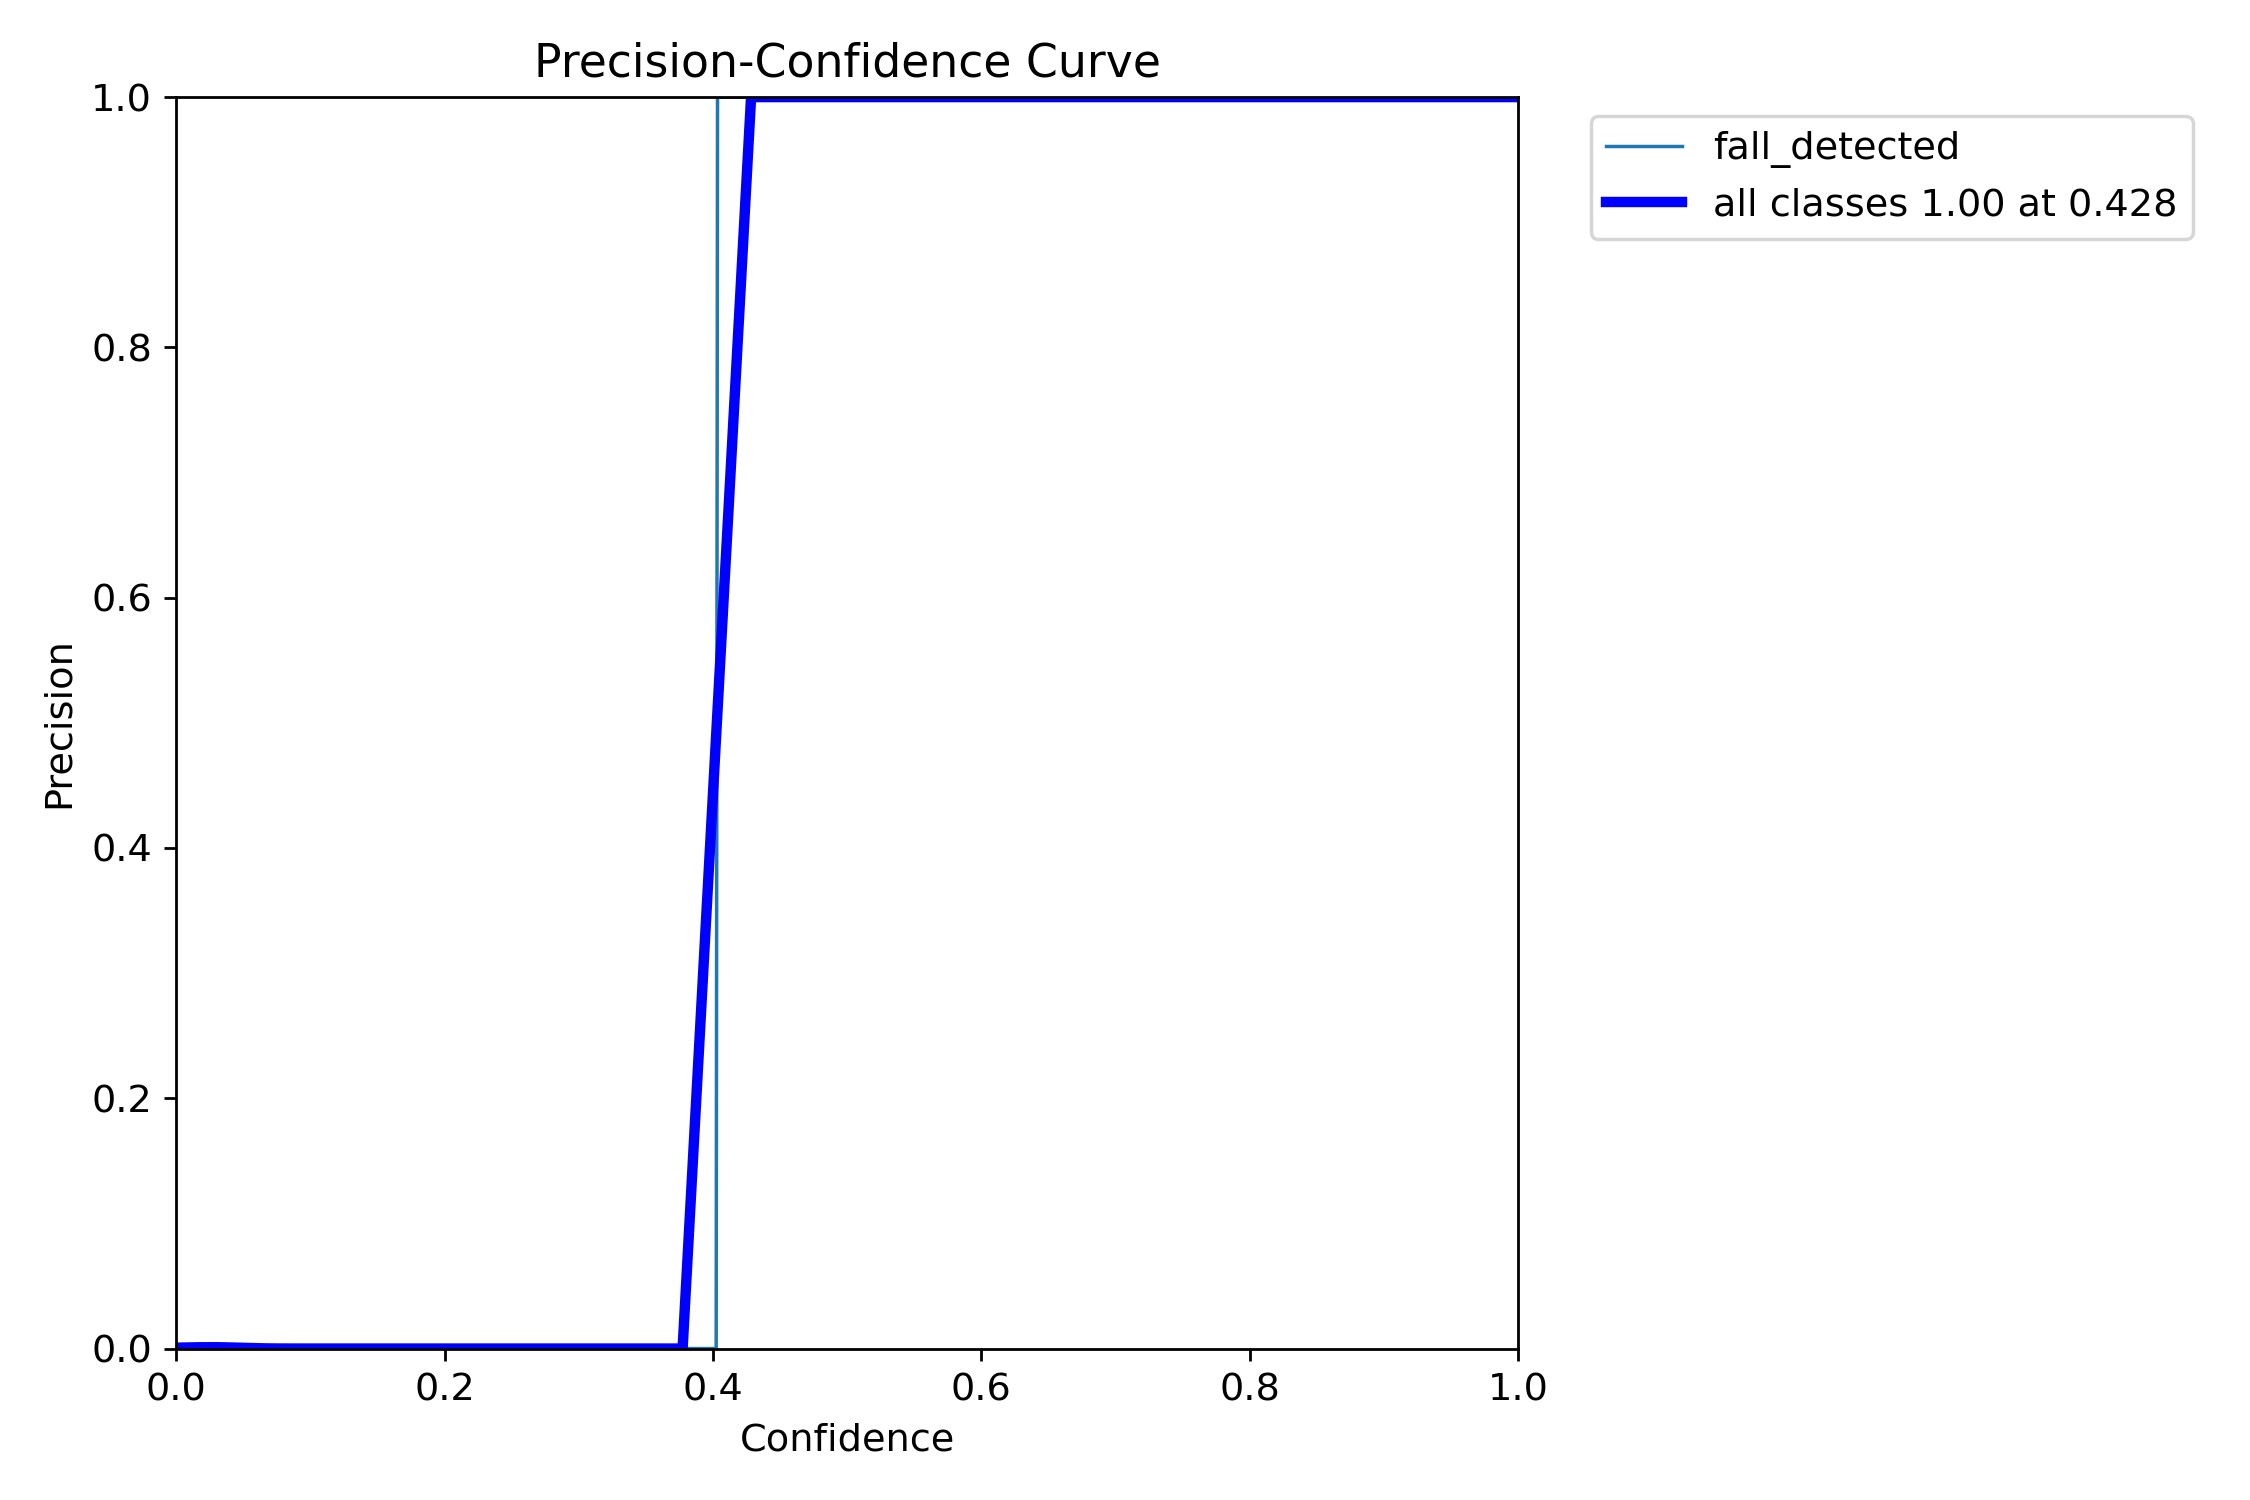 Precision-Confidence Curve
1.0
0.8
0.6
0.4
0.2
0.0
Precision
0.0 0.2 0.4 0.6 0.8 1.0
Confidence
fall_detected
all classes 1.00 at 0.428